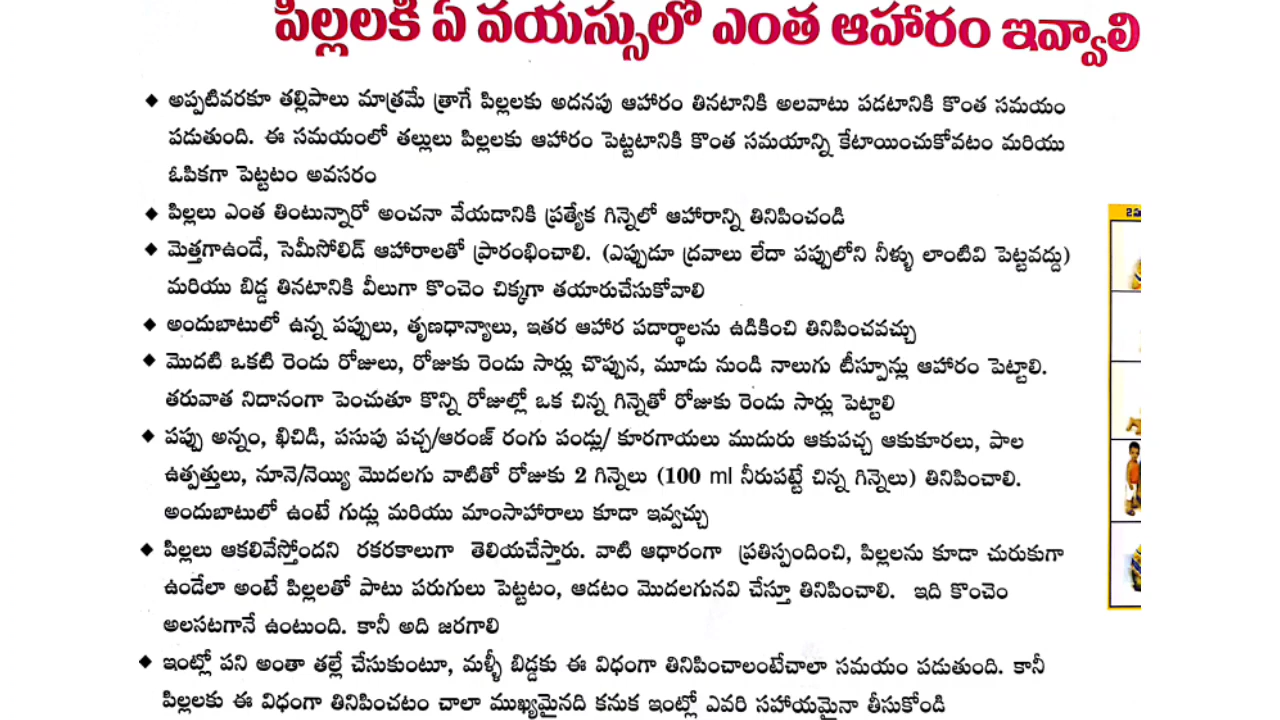 పిల్లలకి ఏ వయస్సులో ఎంత ఆహారం ఇవ్వాలి
◆ అప్పటివరకూ తల్లిపాలు మాత్రమే త్రాగే పిల్లలకు అదనపు ఆహారం తినటానికి అలవాటు పడటానికి కొంత సమయం
పడుతుంది. ఈ సమయంలో తల్లులు పిల్లలకు ఆహారం పెట్టటానికి కొంత సమయాన్ని కేటాయించుకోవటం మరియు
ఓపికగా పెట్టటం అవసరం
◆ పిల్లలు ఎంత తింటున్నారో అంచనా వేయడానికి ప్రత్యేక గిన్నెలో ఆహారాన్ని తినిపించండి
◆ మెత్తగాఉండే, సెమీసోలిడ్ ఆహారాలతో ప్రారంభించాలి. (ఎప్పుడూ ద్రవాలు లేదా పప్పులోని నీళ్ళు లాంటివి పెట్టవద్దు)
మరియు బిడ్డ తినటానికి వీలుగా కొంచెం చిక్కగా తయారుచేసుకోవాలి
◆ అందుబాటులో ఉన్న పప్పులు, తృణధాన్యాలు, ఇతర ఆహార పదార్థాలను ఉడికించి తినిపించవచ్చు
◆ మొదటి ఒకటి రెండు రోజులు, రోజుకు రెండు సార్లు చొప్పున, మూడు నుండి నాలుగు టీస్పూన్లు ఆహారం పెట్టాలి.
తరువాత నిదానంగా పెంచుతూ కొన్ని రోజుల్లో ఒక చిన్న గిన్నెతో రోజుకు రెండు సార్లు పెట్టాలి
◆ పప్పు అన్నం, ఖిచిడి, పసుపు పచ్చ/ఆరంజ్ రంగు పండ్లు/ కూరగాయలు ముదురు ఆకుపచ్చ ఆకుకూరలు, పాల
ఉత్పత్తులు, నూనె/నెయ్యి మొదలగు వాటితో రోజుకు 2 గిన్నెలు (100 ml నీరుపట్టే చిన్న గిన్నెలు) తినిపించాలి.
అందుబాటులో ఉంటే గుడ్లు మరియు మాంసాహారాలు కూడా ఇవ్వచ్చు
◆ పిల్లలు ఆకలివేస్తోందని రకరకాలుగా తెలియచేస్తారు. వాటి ఆధారంగా ప్రతిస్పందించి, పిల్లలను కూడా చురుకుగా
ఉండేలా అంటే పిల్లలతో పాటు పరుగులు పెట్టటం, ఆడటం మొదలగునవి చేస్తూ తినిపించాలి. ఇది కొంచెం
అలసటగానే ఉంటుంది. కానీ అది జరగాలి
◆ ఇంట్లో పని అంతా తల్లే చేసుకుంటూ, మళ్ళీ బిడ్డకు ఈ విధంగా తినిపించాలంటేచాలా సమయం పడుతుంది. కానీ
పిల్లలకు ఈ విధంగా తినిపించటం చాలా ముఖ్యమైనది కనుక ఇంట్లో ఎవరి సహాయమైనా తీసుకోండి